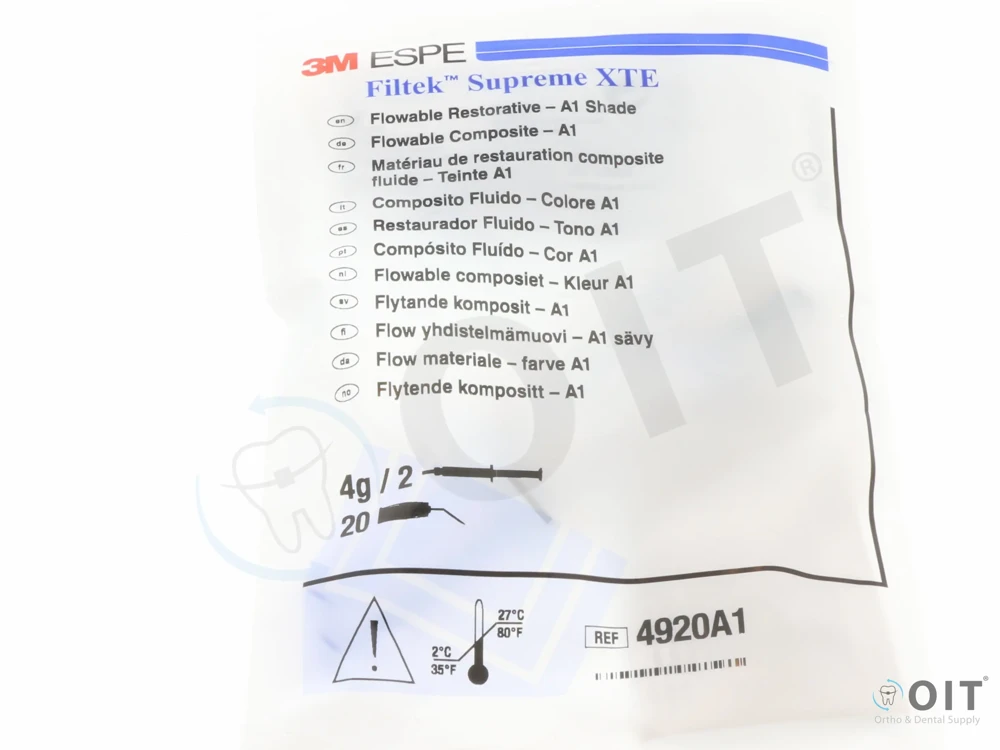 3M ESPE
Filtek™ Supreme XTE
en Flowable Restorative – A1 Shade
de Flowable Composite – A1
fr Matériau de restauration composite
fluide – Teinte A1
it Composito Fluido – Colore A1
es Restaurador Fluido – Tono A1
pt Compósito Fluído – Cor A1
nl Flowable composiet – Kleur A1
sv Flytande komposit – A1
fi Flow yhdistelmämuovi – A1 sävy
da Flow materiale – farve A1
no Flytende kompositt – A1
OIT®
4g / 2
20
!
27°C
80°F
2°C
35°F
REF 4920A1
OIT®
Ortho & Dental Supply